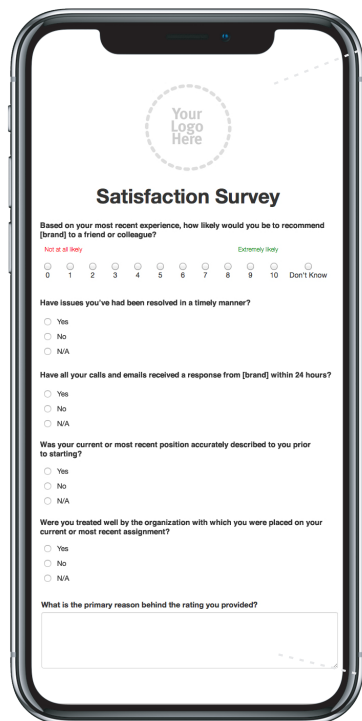 Your
Logo
Here
Satisfaction Survey
Based on your most recent experience, how likely would you be to recommend
[brand] to a friend or colleague?
Not at all likely Extremely likely
0 1 2 3 4 5 6 7 8 9 10 Don't Know
Have issues you've had been resolved in a timely manner?
Yes
No
N/A
Have all your calls and emails received a response from [brand] within 24 hours?
Yes
No
N/A
Was your current or most recent position accurately described to you prior
to starting?
Yes
No
N/A
Were you treated well by the organization with which you were placed on your
current or most recent assignment?
Yes
No
N/A
What is the primary reason behind the rating you provided?